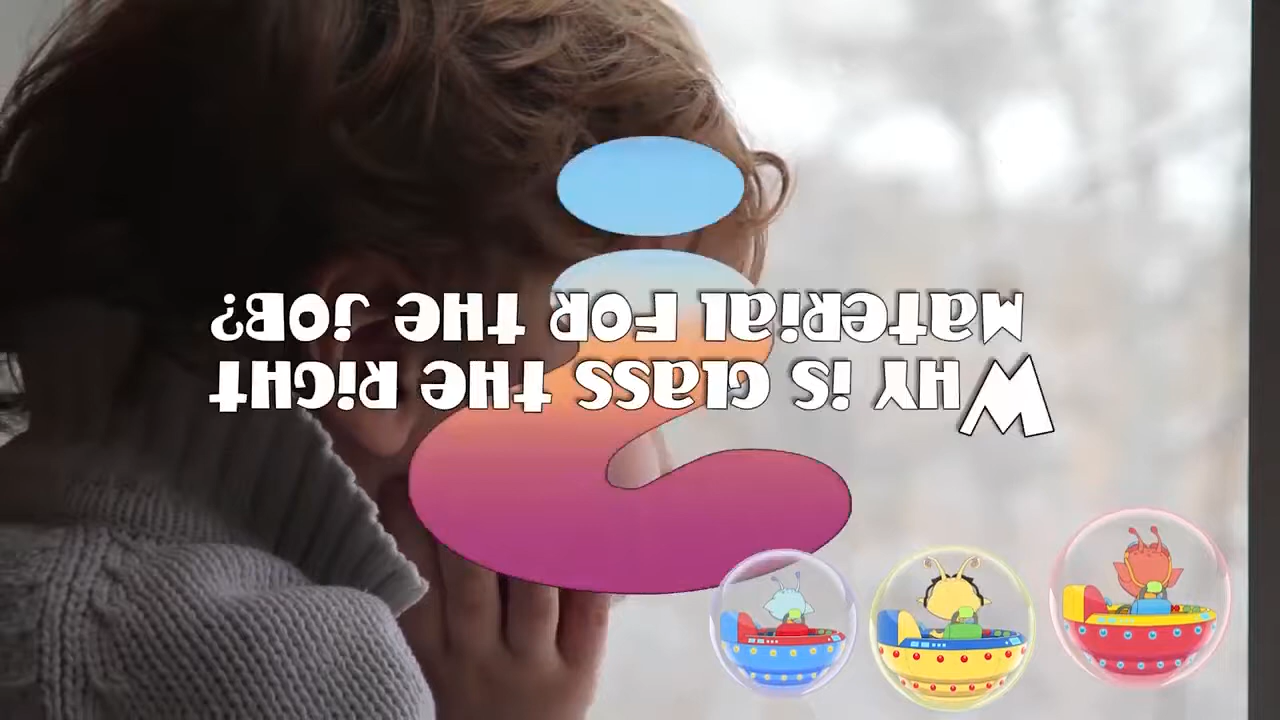 Why is glass the right
material for the job?